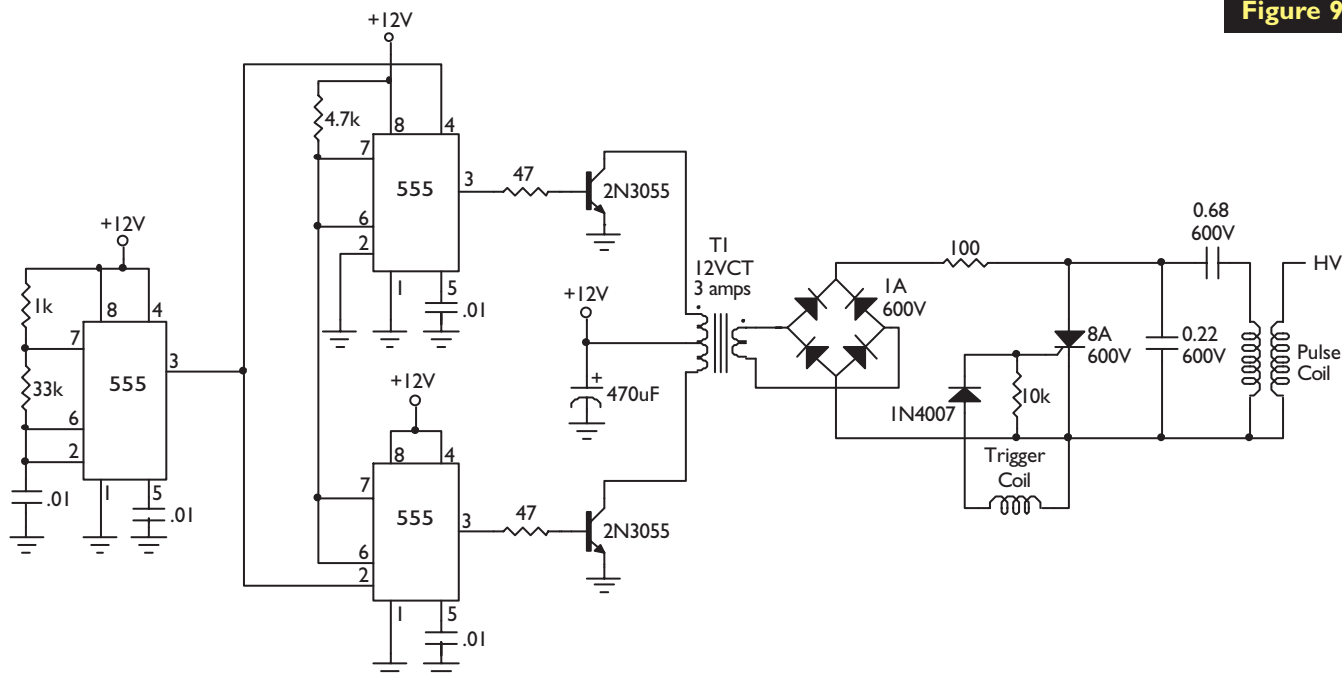 Figure 9
+12V
1k
33k
8
4
7
6
2
3
555
1
5
.01
.01
+12V
4.7k
8
4
7
6
2
3
555
1
5
.01
47
2N3055
+12V
8
4
7
6
2
3
555
1
5
.01
47
2N3055
+12V
+
470uF
T1
12VCT
3 amps
1A
600V
100
1N4007
10k
Trigger
Coil
8A
600V
0.22
600V
0.68
600V
HV
Pulse
Coil